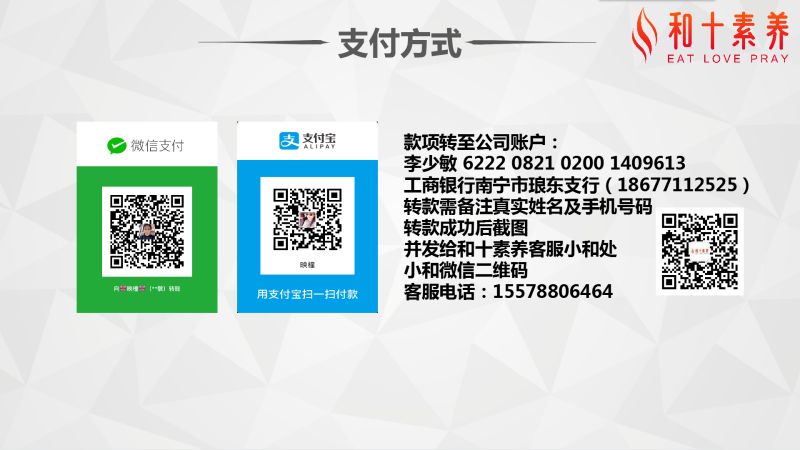 支付方式
和十素养
EAT LOVE PRAY
微信支付
支付宝
ALIPAY
映橦
用支付宝扫一扫付款
款项转至公司账户：
李少敏 6222 0821 0200 1409613
工商银行南宁市琅东支行（18677112525）
转款需备注真实姓名及手机号码
转款成功后截图
并发给和十素养客服小和处
小和微信二维码
客服电话：15578806464